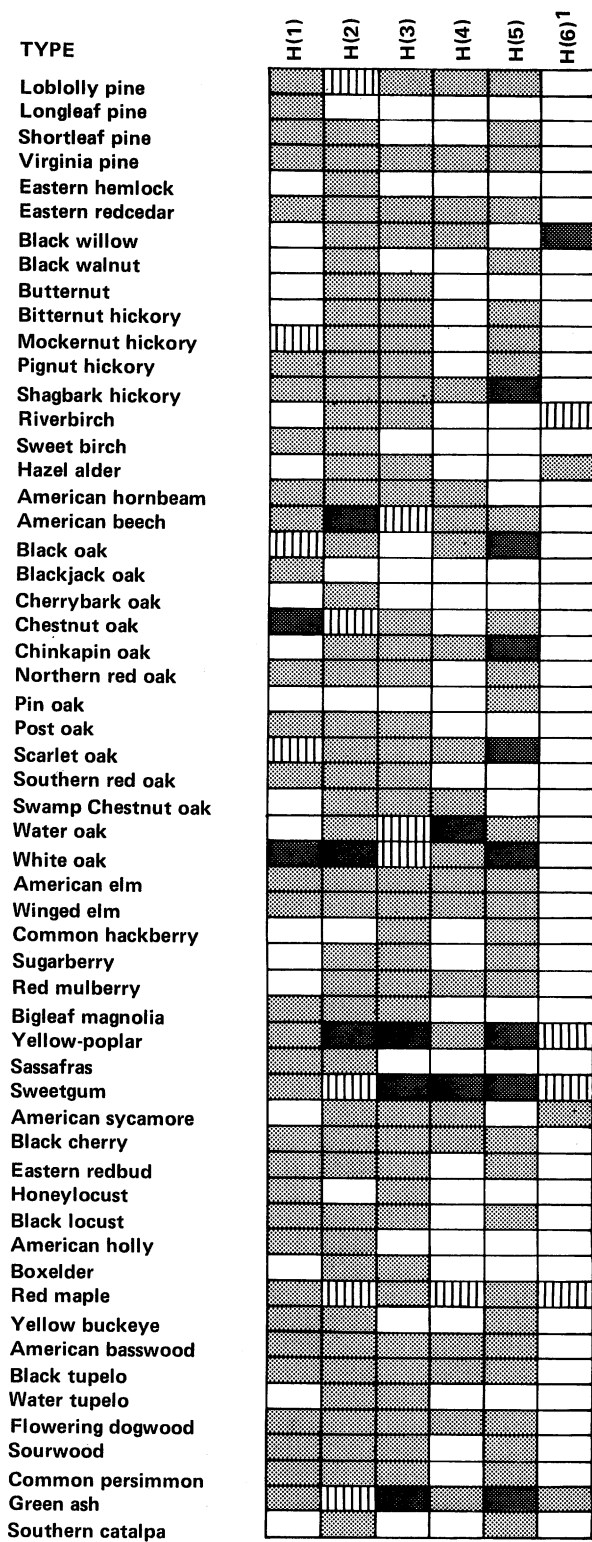 TYPE H(1) H(2) H(3) H(4) H(5) H(6)¹
Loblolly pine
Longleaf pine
Shortleaf pine
Virginia pine
Eastern hemlock
Eastern redcedar
Black willow
Black walnut
Butternut
Bitternut hickory
Mockernut hickory
Pignut hickory
Shagbark hickory
Riverbirch
Sweet birch
Hazel alder
American hornbeam
American beech
Black oak
Blackjack oak
Cherrybark oak
Chestnut oak
Chinkapin oak
Northern red oak
Pin oak
Post oak
Scarlet oak
Southern red oak
Swamp Chestnut oak
Water oak
White oak
American elm
Winged elm
Common hackberry
Sugarberry
Red mulberry
Bigleaf magnolia
Yellow-poplar
Sassafras
Sweetgum
American sycamore
Black cherry
Eastern redbud
Honeylocust
Black locust
American holly
Boxelder
Red maple
Yellow buckeye
American basswood
Black tupelo
Water tupelo
Flowering dogwood
Sourwood
Common persimmon
Green ash
Southern catalpa